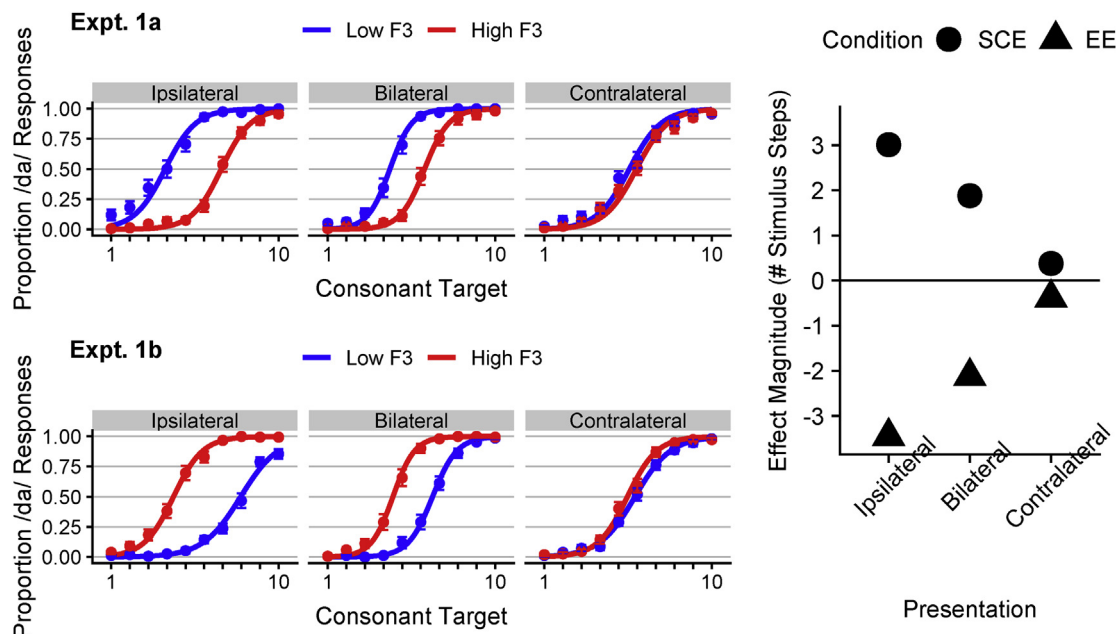 Expt. 1a
Low F3 High F3
Proportion /da/ Responses
Ipsilateral Bilateral Contralateral
1.00
0.75
0.50
0.25
0.00
1 10 1 10 1 10
Consonant Target
Expt. 1b
Low F3 High F3
Proportion /da/ Responses
Ipsilateral Bilateral Contralateral
1.00
0.75
0.50
0.25
0.00
1 10 1 10 1 10
Consonant Target
Condition SCE EE
Effect Magnitude (# Stimulus Steps)
3
2
1
0
-1
-2
-3
Ipsilateral Bilateral Contralateral
Presentation